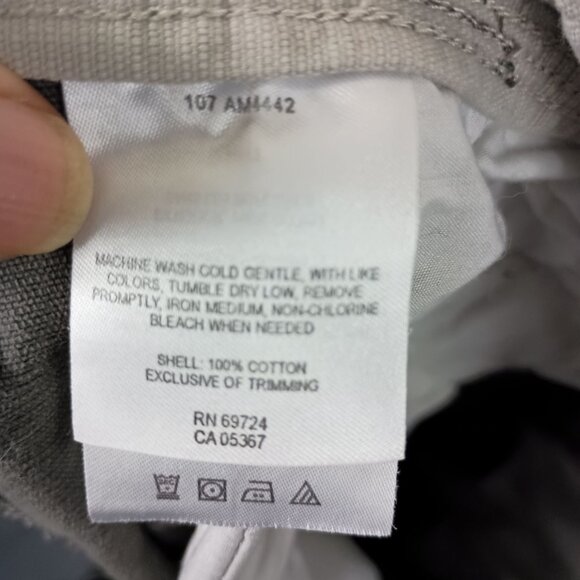 107 AM4442
MACHINE WASH COLD GENTLE, WITH LIKE
COLORS, TUMBLE DRY LOW, REMOVE
PROMPTLY, IRON MEDIUM, NON-CHLORINE
BLEACH WHEN NEEDED
SHELL: 100% COTTON
EXCLUSIVE OF TRIMMING
RN 69724
CA 05367